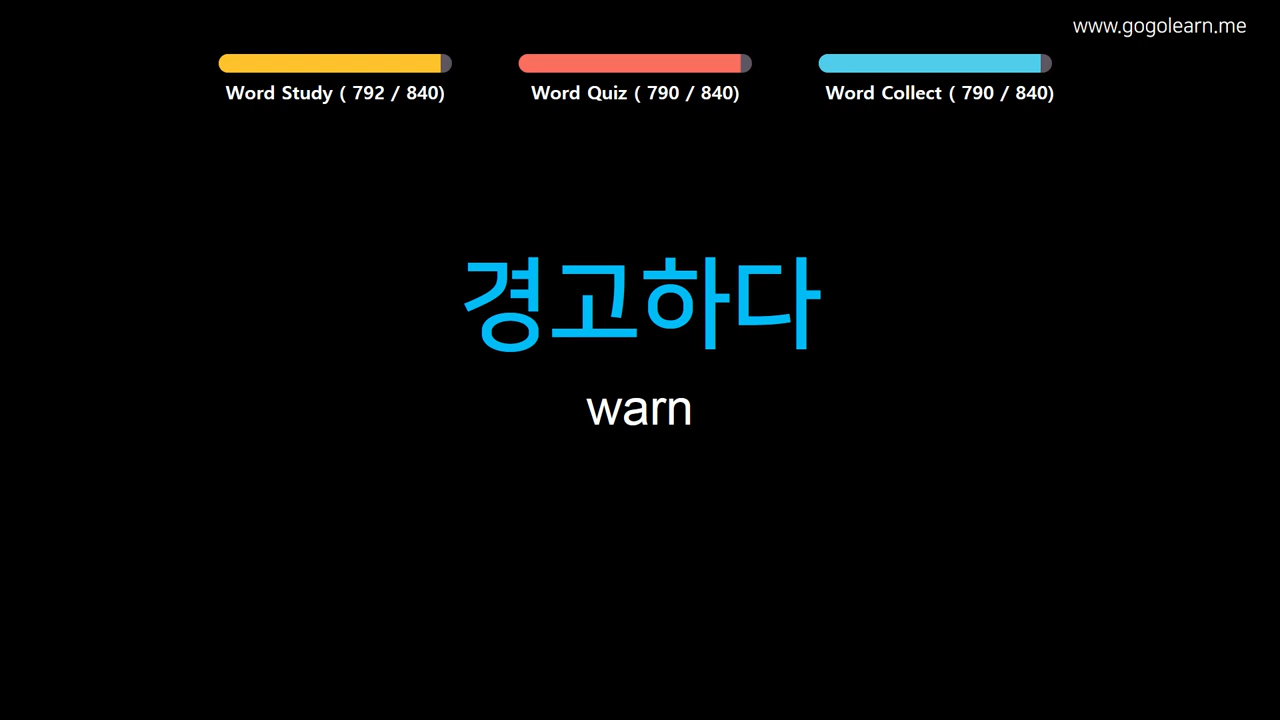 www.gogolearn.me
Word Study ( 792 / 840)
Word Quiz ( 790 / 840)
Word Collect ( 790 / 840)
경고하다
warn